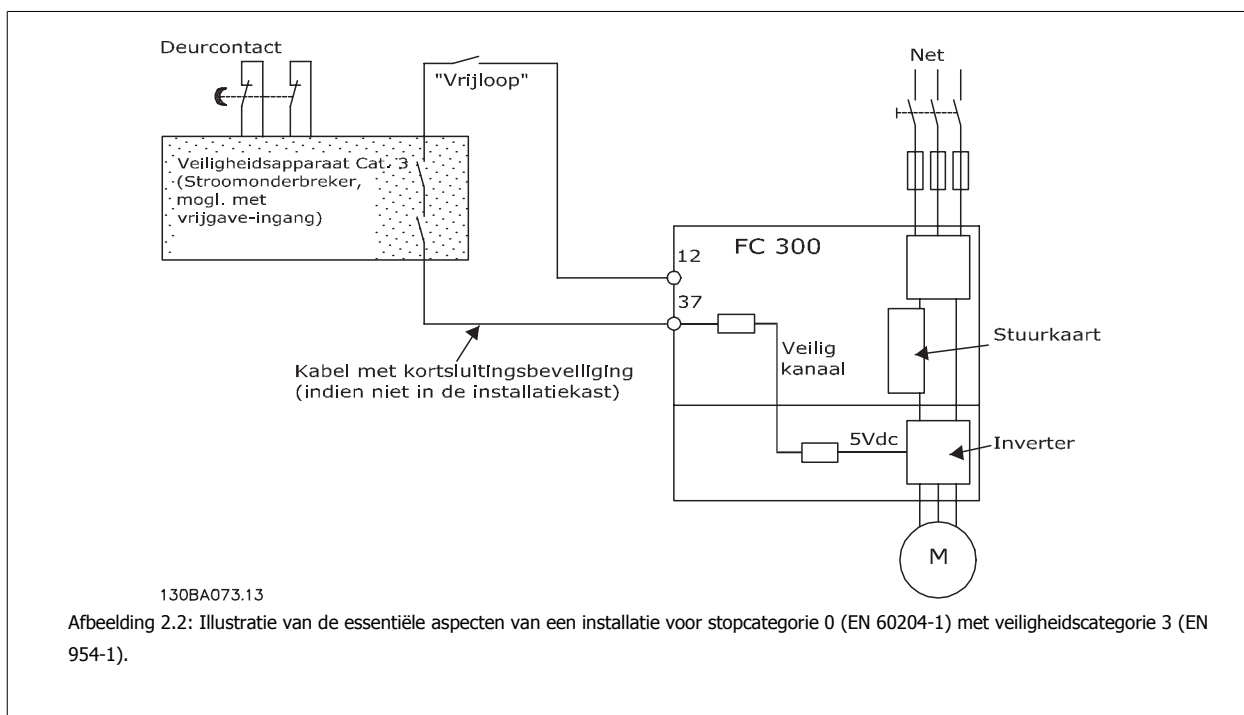 Deurcontact
"Vrijloop"
Net
Veiligheidsapparaat Cat. 3
(Stroomonderbreker,
mogl. met
vrijgave-ingang)
12
FC 300
37
Stuurkaart
Veilig
kanaal
Kabel met kortsluitingsbeveiliging
(indien niet in de installatiekast)
5Vdc
Inverter
M
130BA073.13
Afbeelding 2.2: Illustratie van de essentiële aspecten van een installatie voor stopcategorie 0 (EN 60204-1) met veiligheidscategorie 3 (EN
954-1).